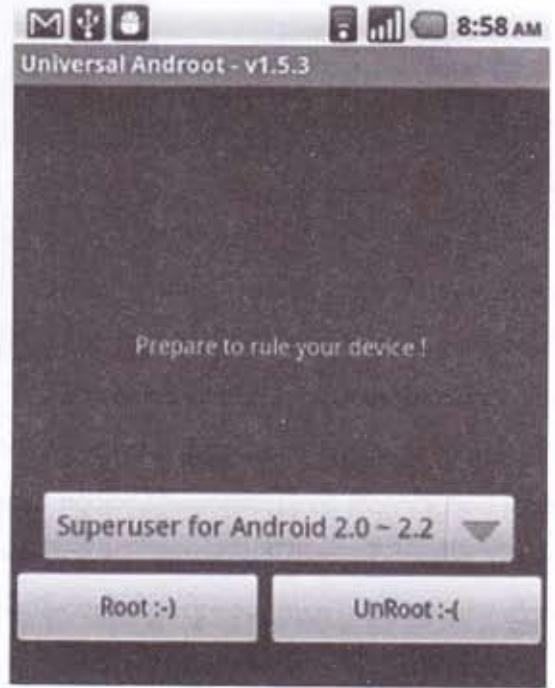 8:58 AM
Universal Androot - v1.5.3
Prepare to rule your device !
Superuser for Android 2.0 ~ 2.2
Root :-)
UnRoot :-(